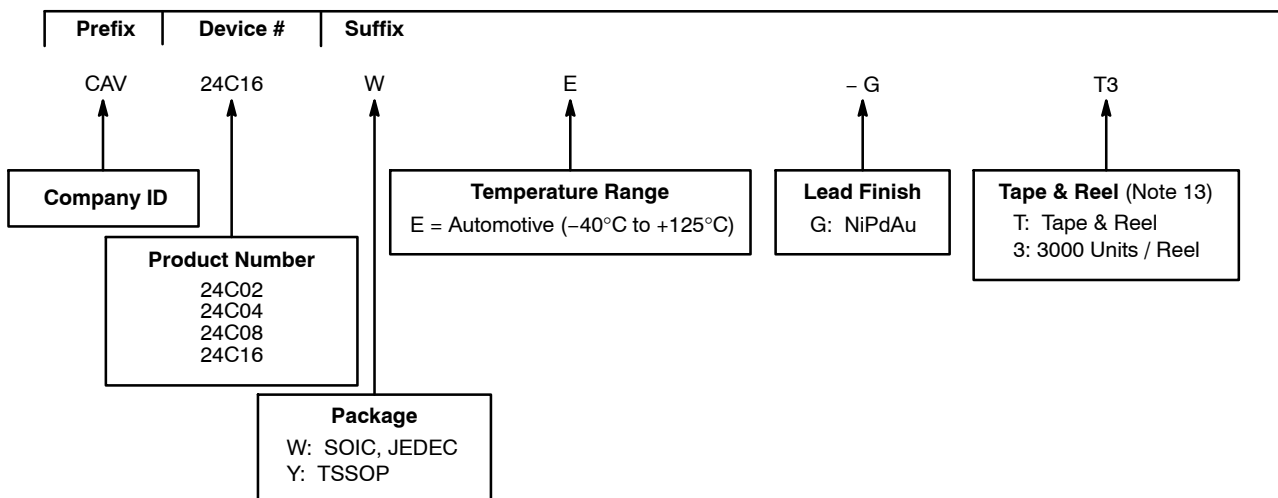 Prefix Device # Suffix
CAV 24C16 W E – G T3
Company ID
Temperature Range
E = Automotive (−40°C to +125°C)
Lead Finish
G: NiPdAu
Tape & Reel (Note 13)
T: Tape & Reel
3: 3000 Units / Reel
Product Number
24C02
24C04
24C08
24C16
Package
W: SOIC, JEDEC
Y: TSSOP